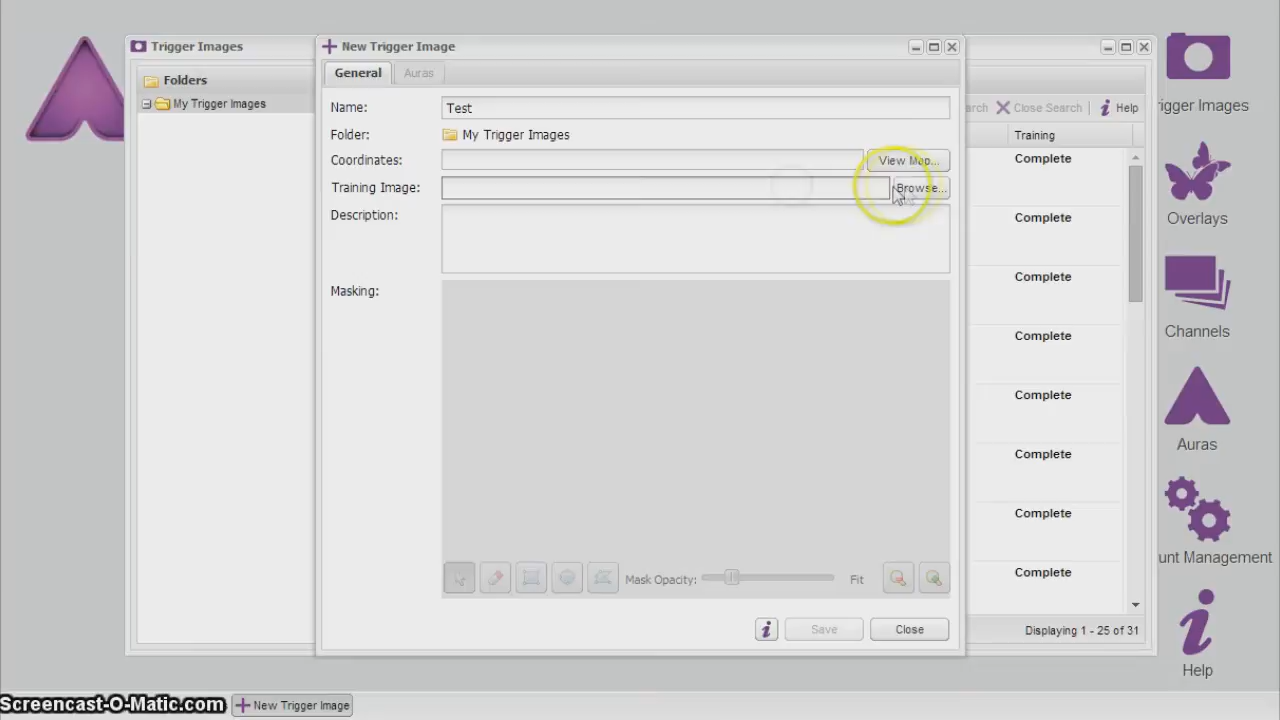 Trigger Images
Folders
My Trigger Images
New Trigger Image
General
Auras
Name:
Test
Folder:
My Trigger Images
Coordinates:
View Map...
Training Image:
Browse...
Description:
Masking:
Mask Opacity:
Fit
Save
Close
arch
Close Search
Help
Training
Complete
Complete
Complete
Complete
Complete
Complete
Complete
Complete
Displaying 1 - 25 of 31
rigger Images
Overlays
Channels
Auras
unt Management
Help
Screencast-O-Matic.com
New Trigger Image